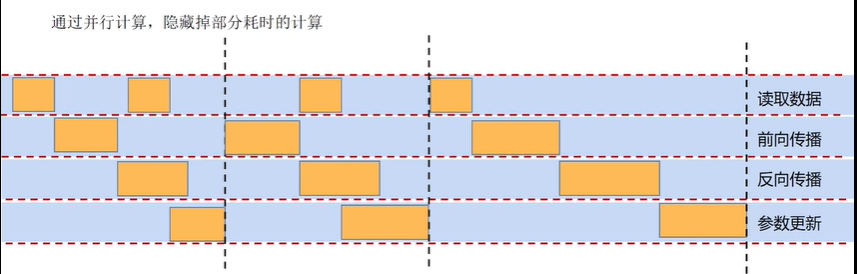 通过并行计算，隐藏掉部分耗时的计算
读取数据
前向传播
反向传播
参数更新